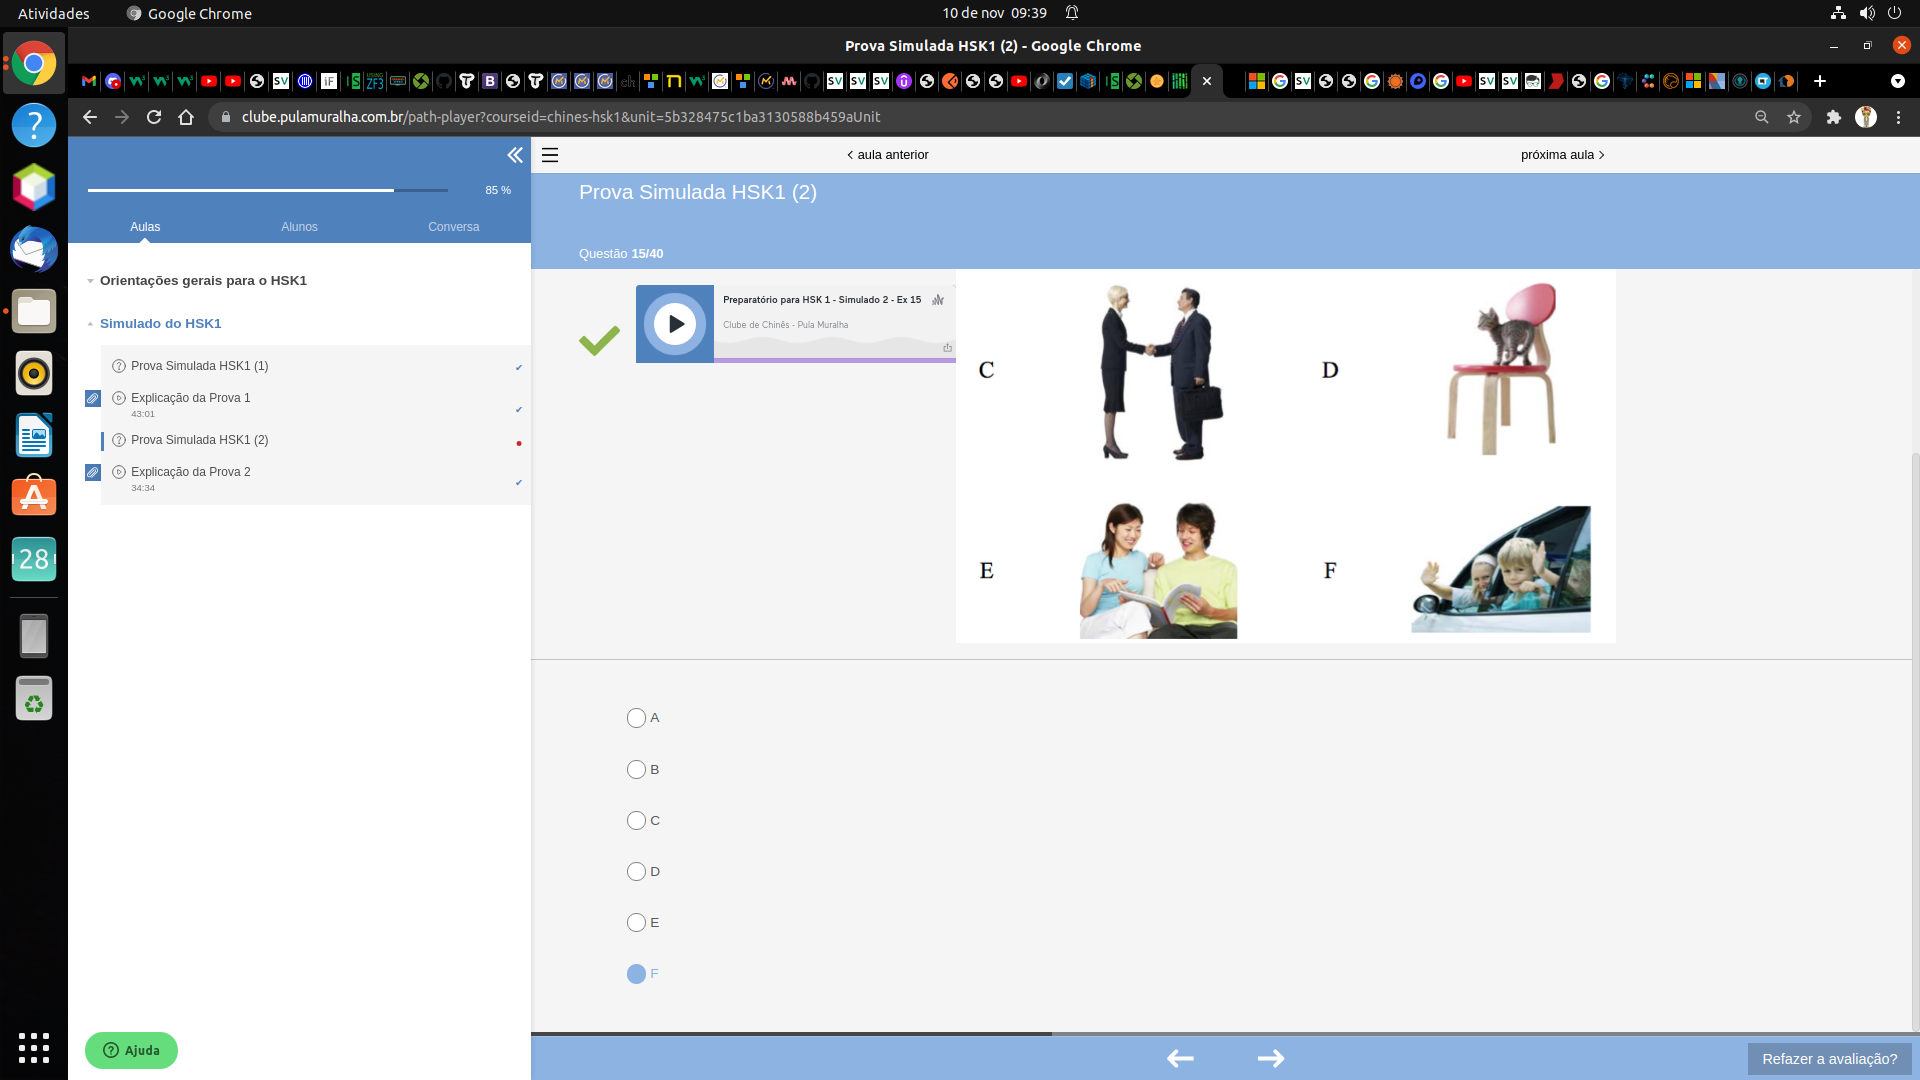 Atividades
Google Chrome
10 de nov 09:39
Prova Simulada HSK1 (2) - Google Chrome
clube.pulamuralha.com.br/path-player?courseid=chines-hsk1&unit=5b328475c1ba3130588b459aUnit
85 %
Aulas
Alunos
Conversa
Orientações gerais para o HSK1
Simulado do HSK1
Prova Simulada HSK1 (1)
Explicação da Prova 1
43:01
Prova Simulada HSK1 (2)
Explicação da Prova 2
34:34
28
Ajuda
aula anterior
próxima aula
Prova Simulada HSK1 (2)
Questão 15/40
Preparatório para HSK 1 - Simulado 2 - Ex 15
Clube de Chinês - Pula Muralha
C
D
E
F
A
B
C
D
E
F
Refazer a avaliação?